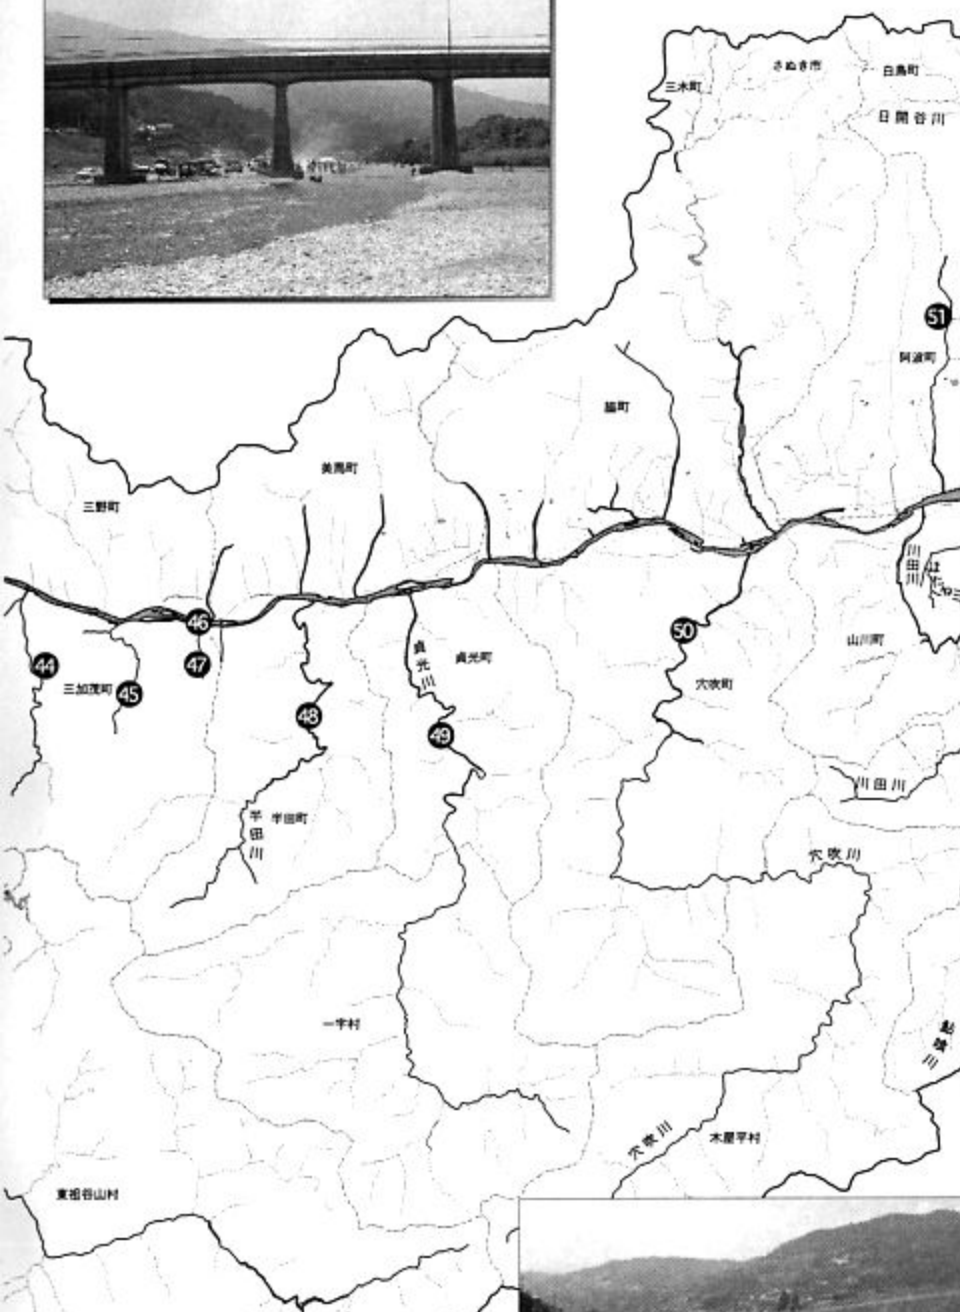 三木町
さぬき市
白鳥町
日開谷川
51
阿波町
脇町
美馬町
三野町
川田川
46
44
47
三加茂町
45
48
貞光川
貞光町
49
50
穴吹町
山川町
川田川
半田川
半田町
穴吹川
一宇村
鮎喰川
穴吹川
木屋平村
東祖谷山村